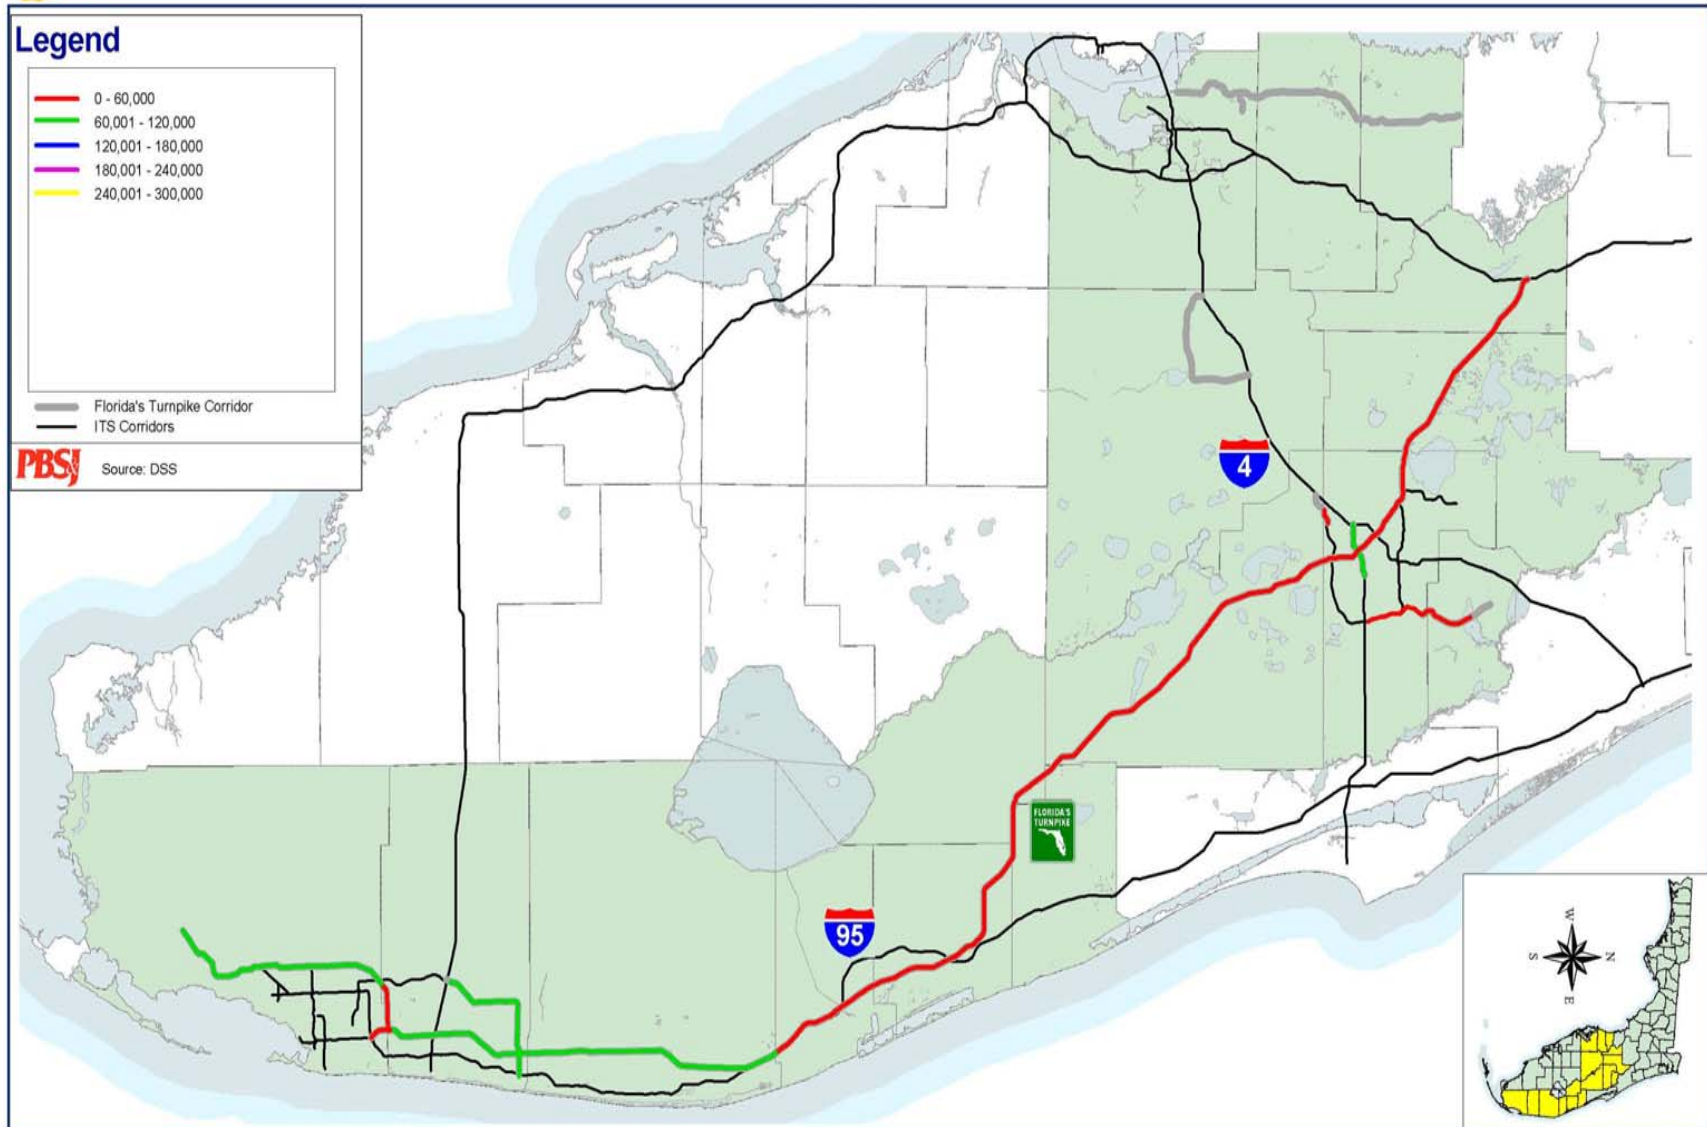 Legend
0 - 60,000
60,001 - 120,000
120,001 - 180,000
180,001 - 240,000
240,001 - 300,000
Florida's Turnpike Corridor
ITS Corridors
PBSJ Source: DSS
4
FLORIDA'S
TURNPIKE
95
W
S N
E